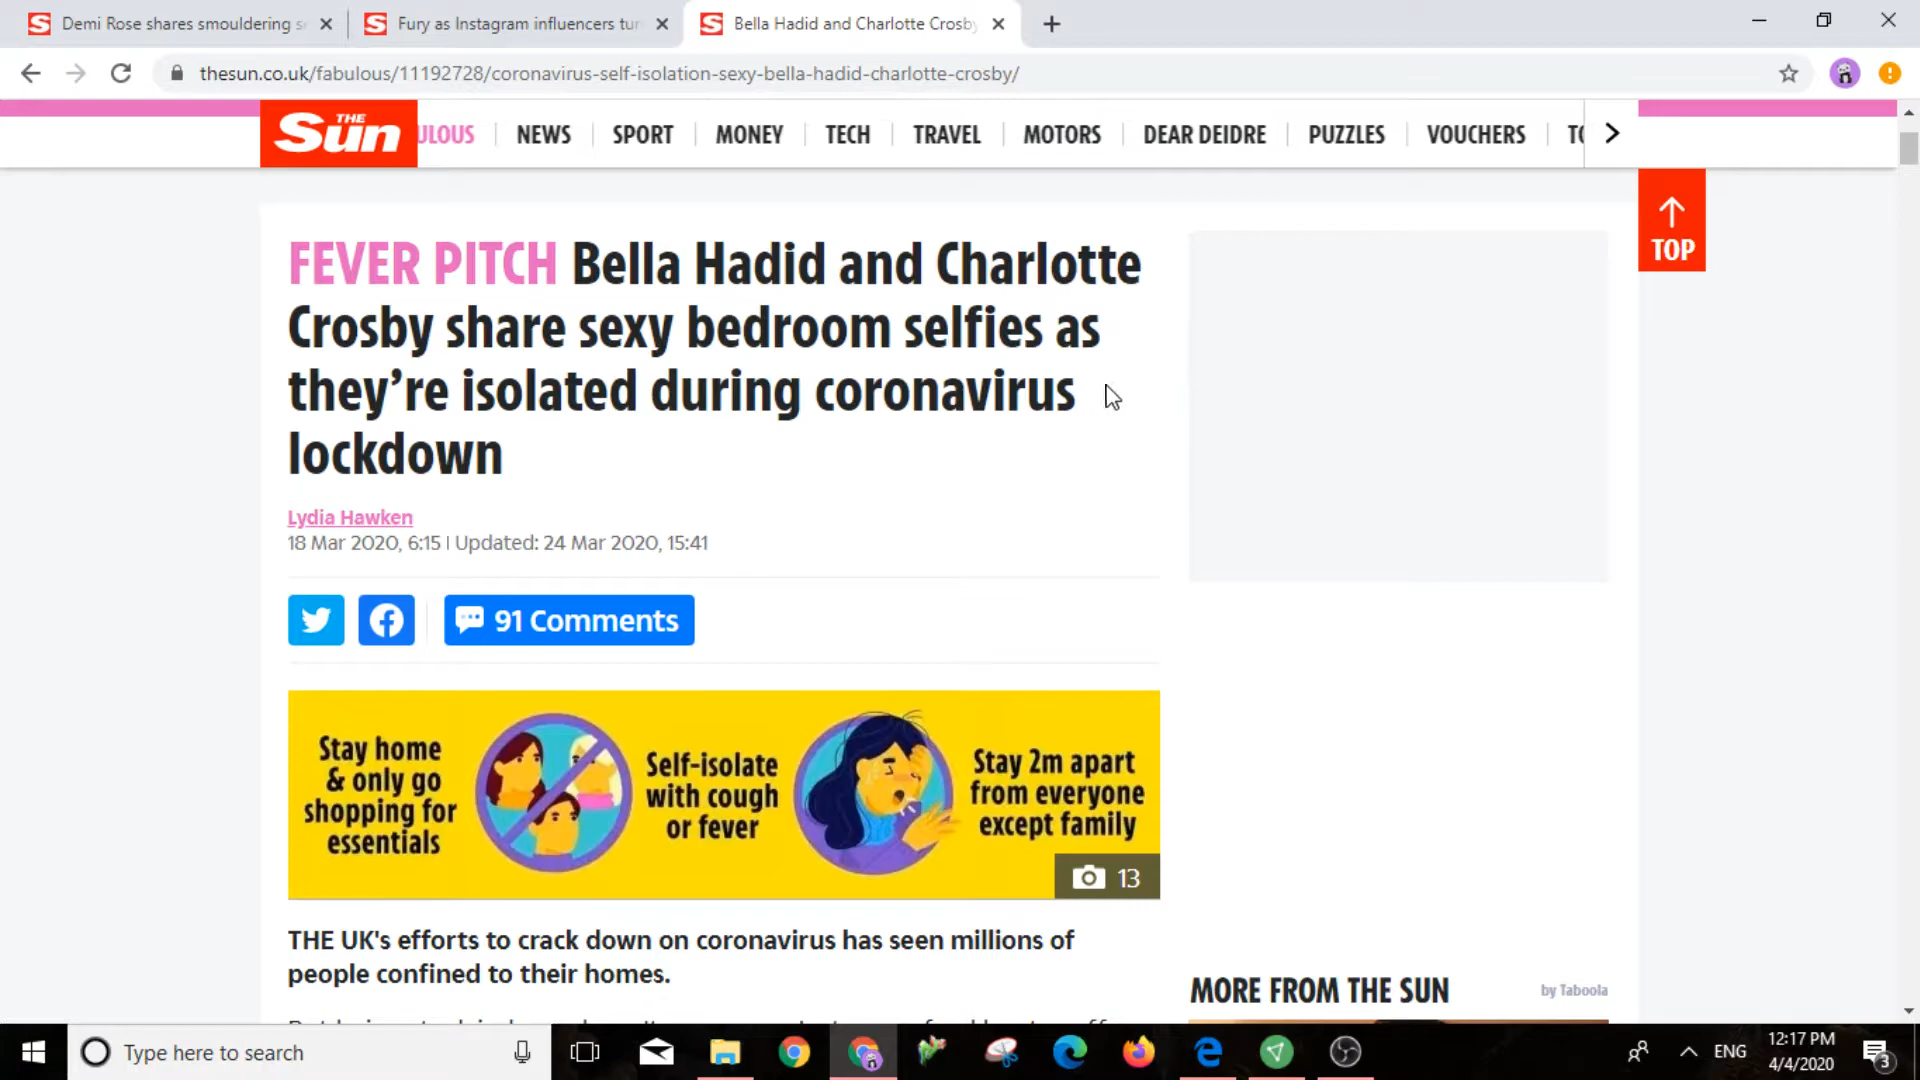 Demi Rose shares smouldering s
Fury as Instagram influencers tur
Bella Hadid and Charlotte Crosby
thesun.co.uk/fabulous/11192728/coronavirus-self-isolation-sexy-bella-hadid-charlotte-crosby/
THE Sun
ULOUS NEWS SPORT MONEY TECH TRAVEL MOTORS DEAR DEIDRE PUZZLES VOUCHERS
TOP
FEVER PITCH Bella Hadid and Charlotte
Crosby share sexy bedroom selfies as
they’re isolated during coronavirus
lockdown
Lydia Hawken
18 Mar 2020, 6:15 | Updated: 24 Mar 2020, 15:41
91 Comments
Stay home
& only go
shopping for
essentials
Self-isolate
with cough
or fever
Stay 2m apart
from everyone
except family
13
THE UK's efforts to crack down on coronavirus has seen millions of
people confined to their homes.
MORE FROM THE SUN
by Taboola
Type here to search
ENG
12:17 PM
4/4/2020
3